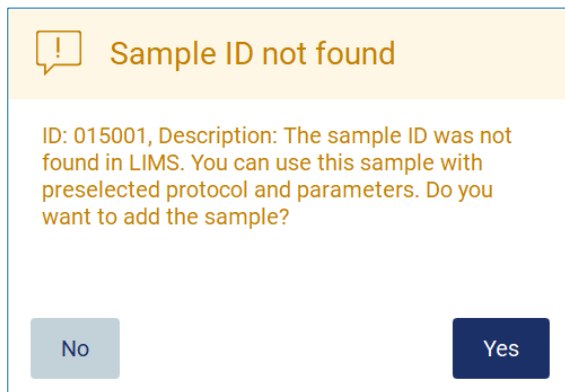 Sample ID not found
ID: 015001, Description: The sample ID was not
found in LIMS. You can use this sample with
preselected protocol and parameters. Do you
want to add the sample?
No
Yes